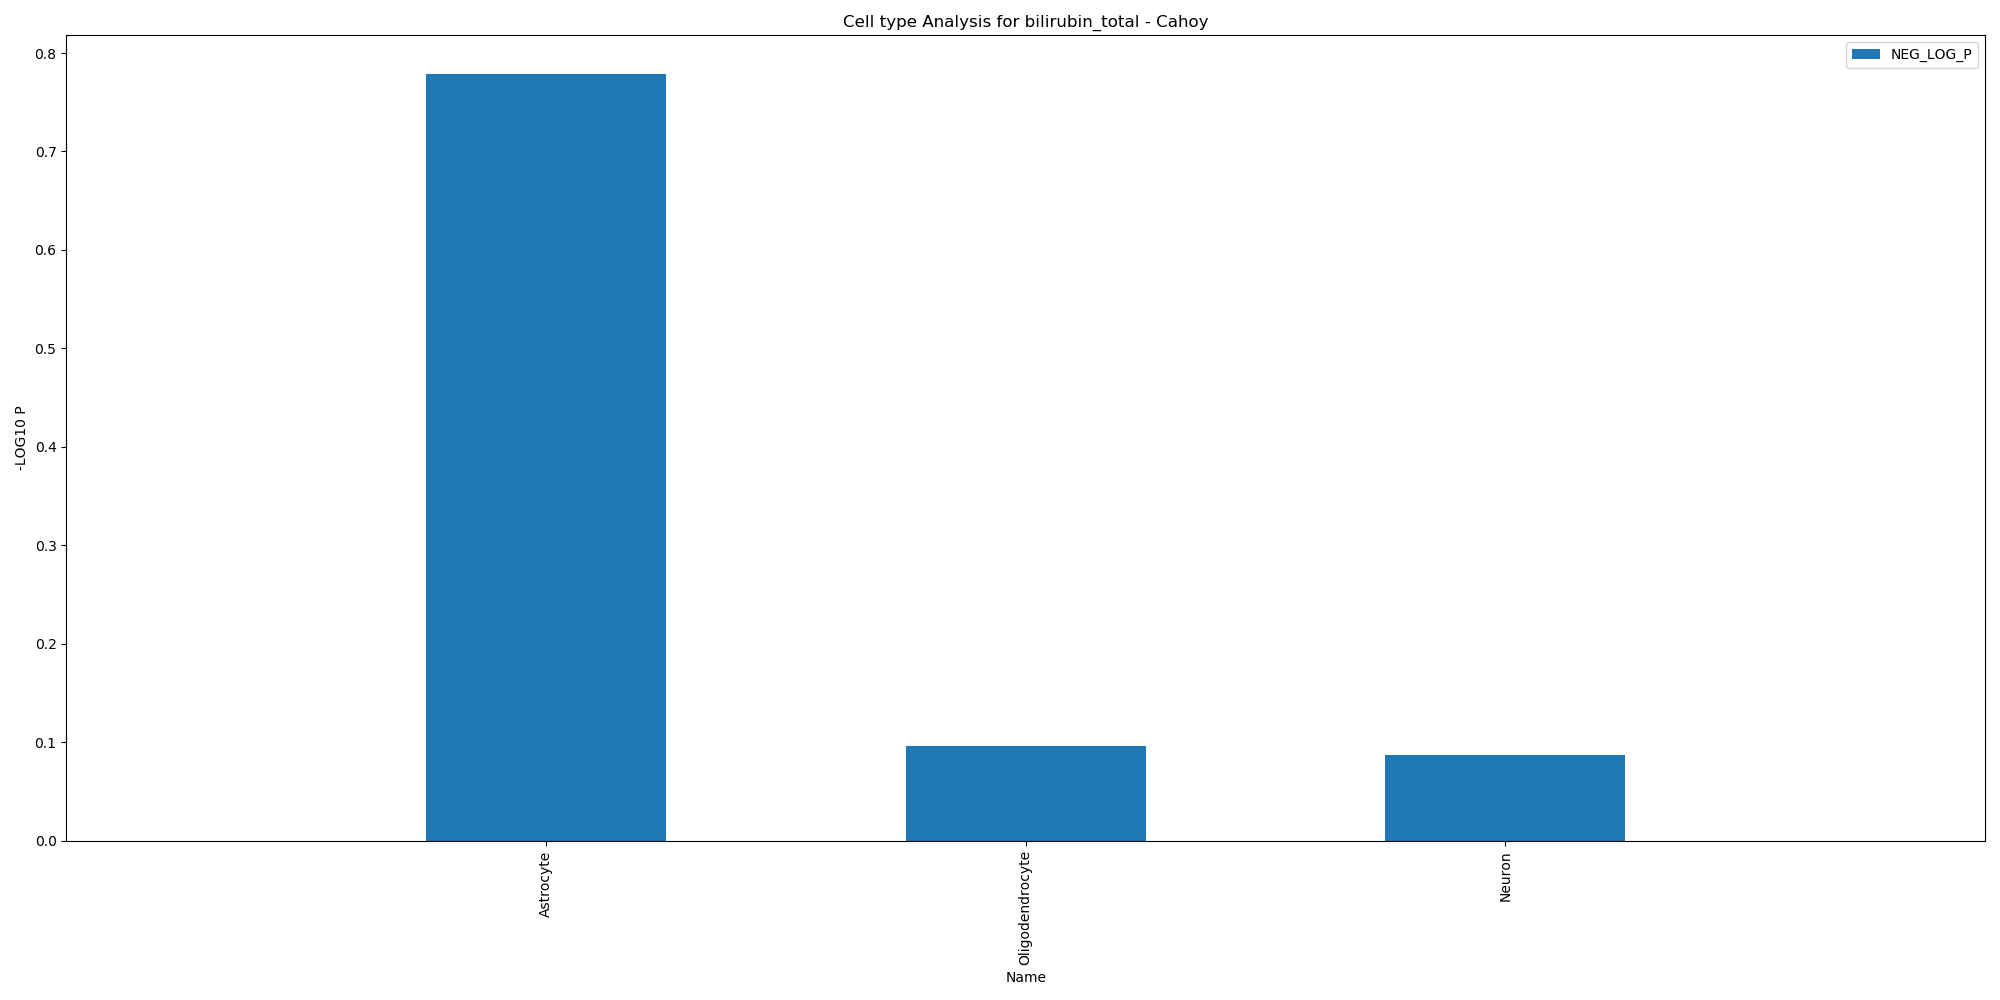 Cell type Analysis for bilirubin_total - Cahoy
NEG_LOG_P
-LOG10 P
0.8
0.7
0.6
0.5
0.4
0.3
0.2
0.1
0.0
Astrocyte
Oligodendrocyte
Neuron
Name